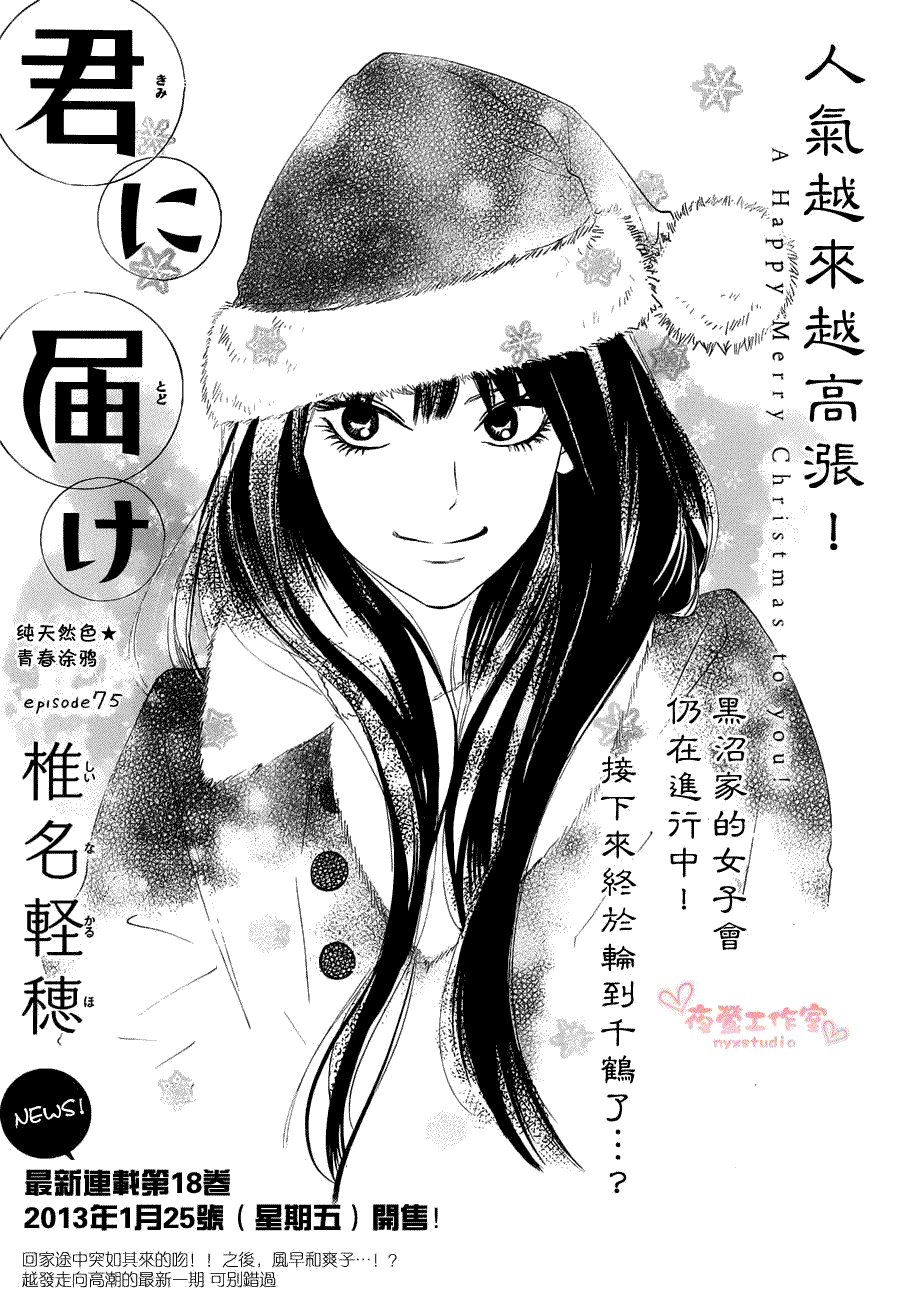 人氣越來越高漲！
A Happy Merry Christmas to you!
黑沼家的女子會
仍在進行中！
接下來終於輪到千鶴了…？
君に届け
きみ
とど
纯天然色★
青春涂鸦
episode75
椎名軽穂
しい
な
かる
ほ
夜鶯工作室
nyxstudio
NEWS!
最新連載第18卷
2013年1月25號（星期五）開售！
回家途中突如其來的吻！！之後，風早和爽子…！？
越發走向高潮的最新一期 可別錯過